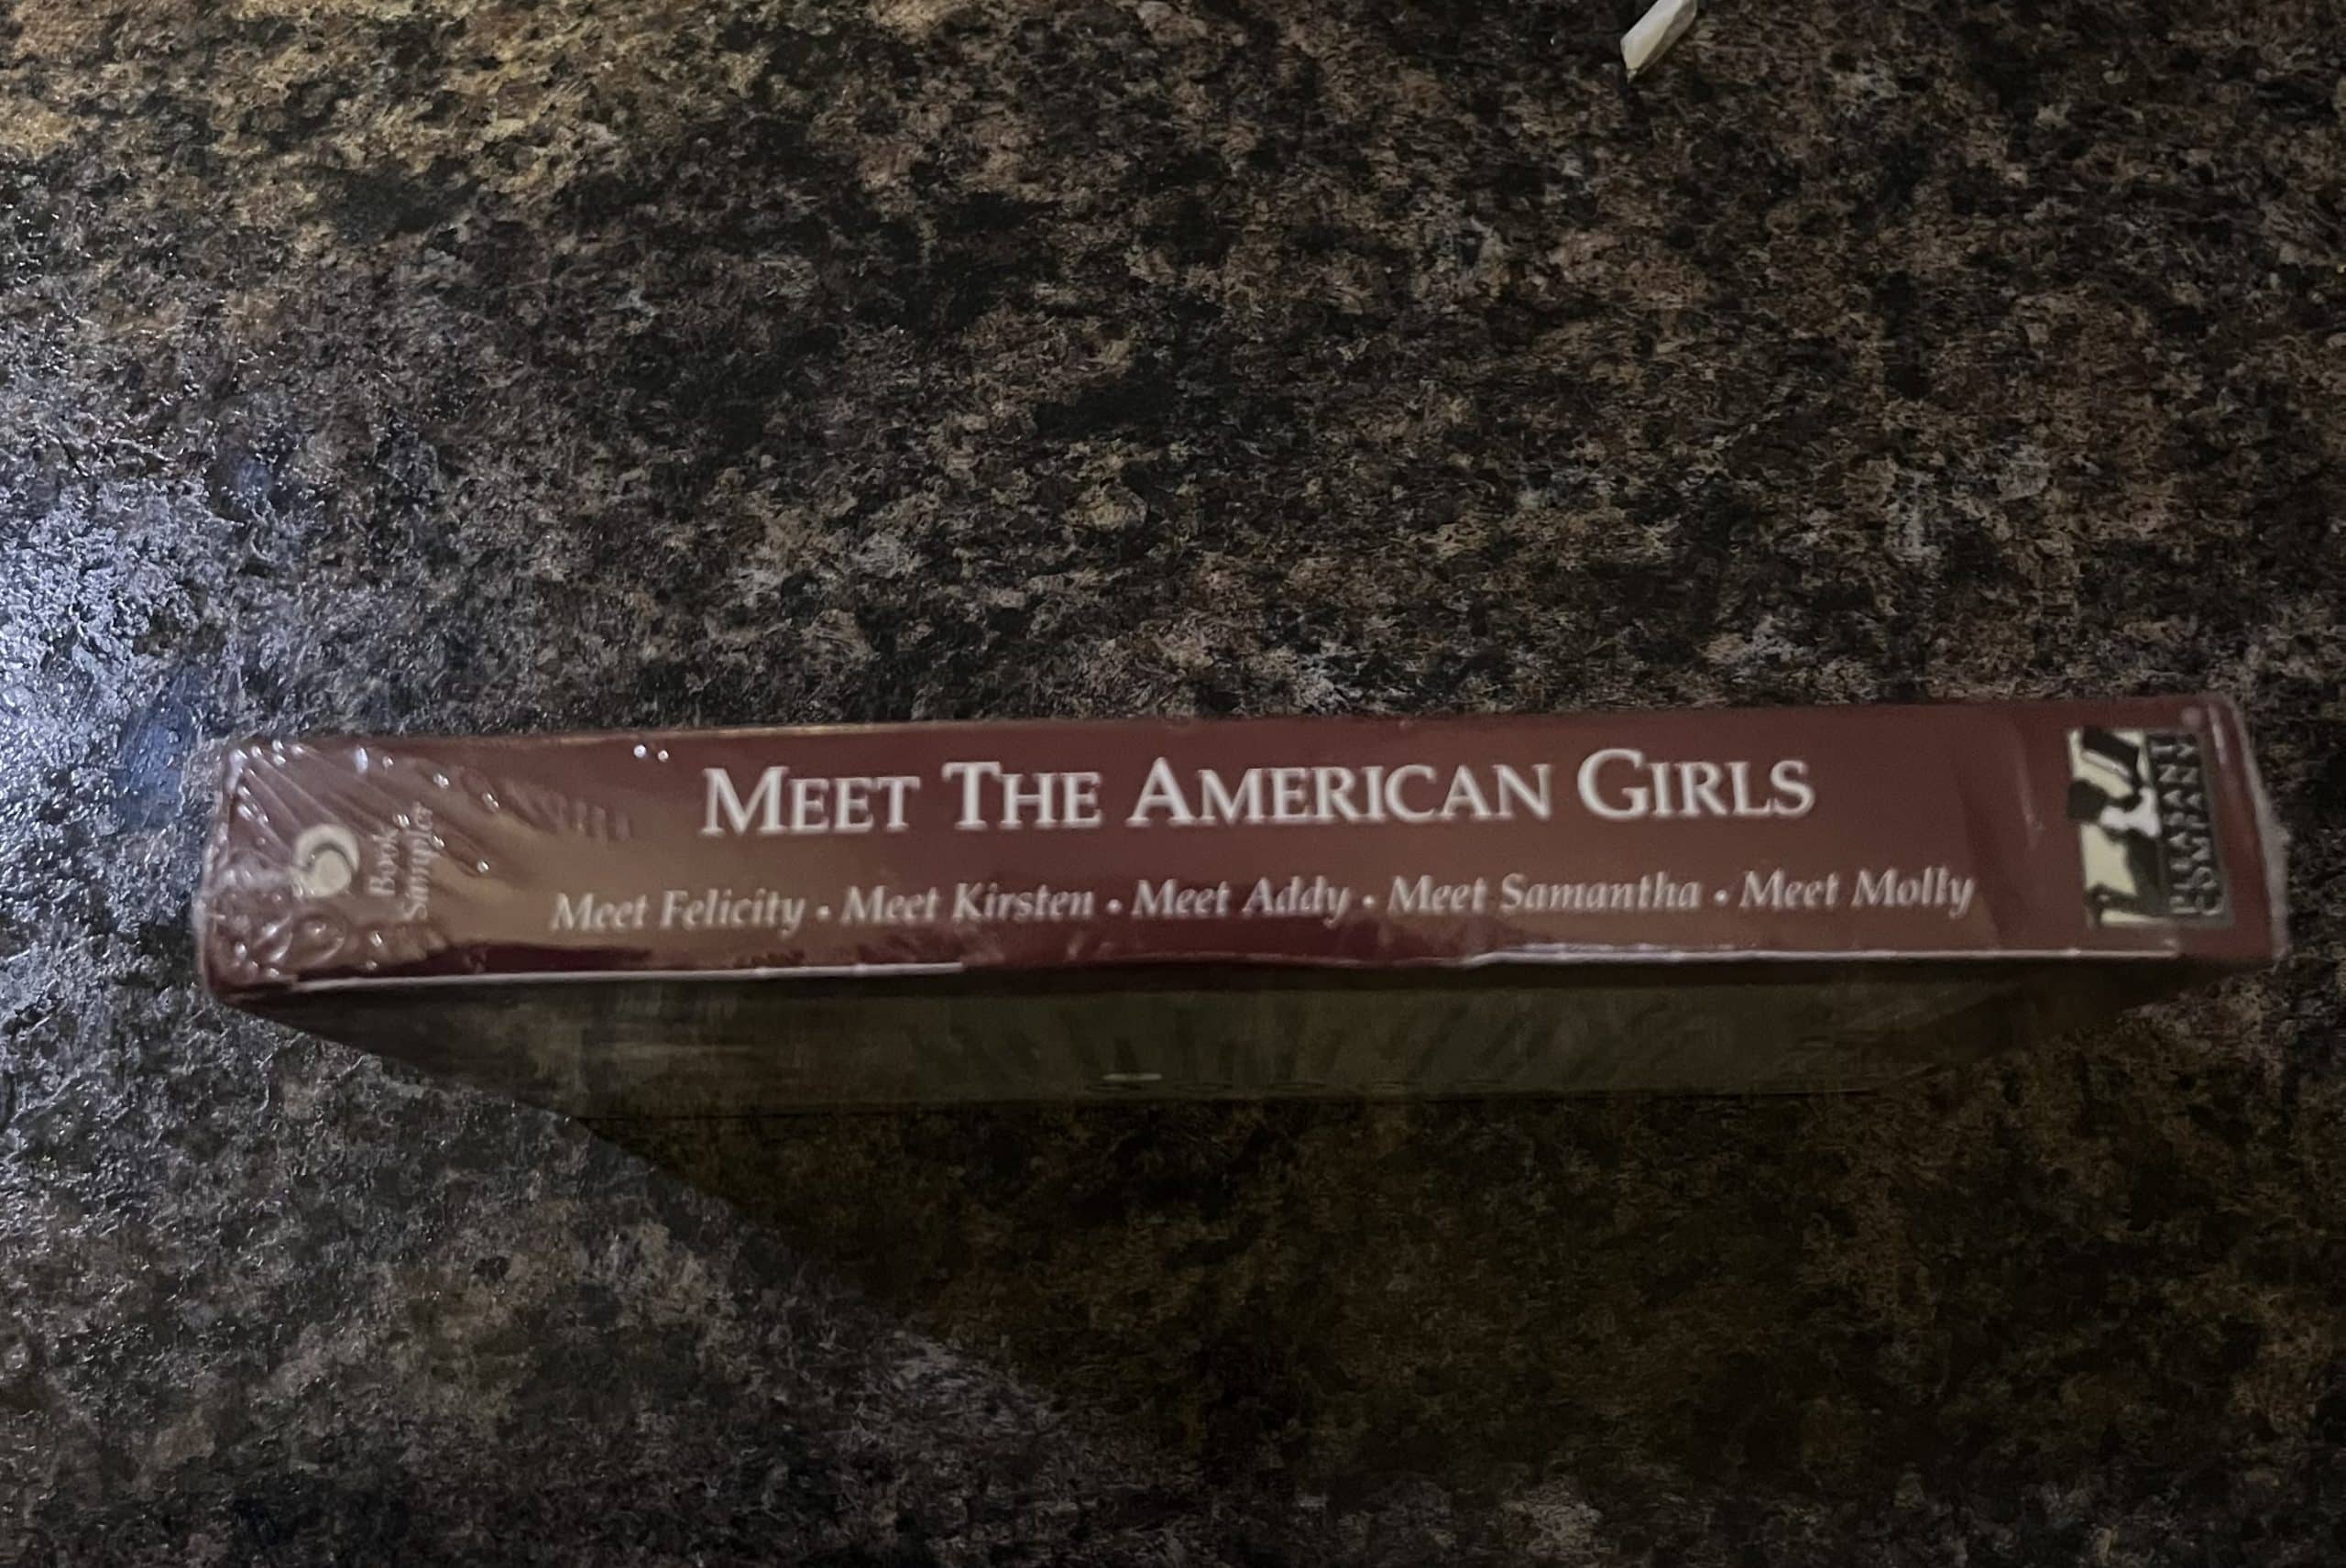 MEET THE AMERICAN GIRLS
Meet Felicity • Meet Kirsten • Meet Addy • Meet Samantha • Meet Molly
Book
Sampler
PLEASANT
COMPANY